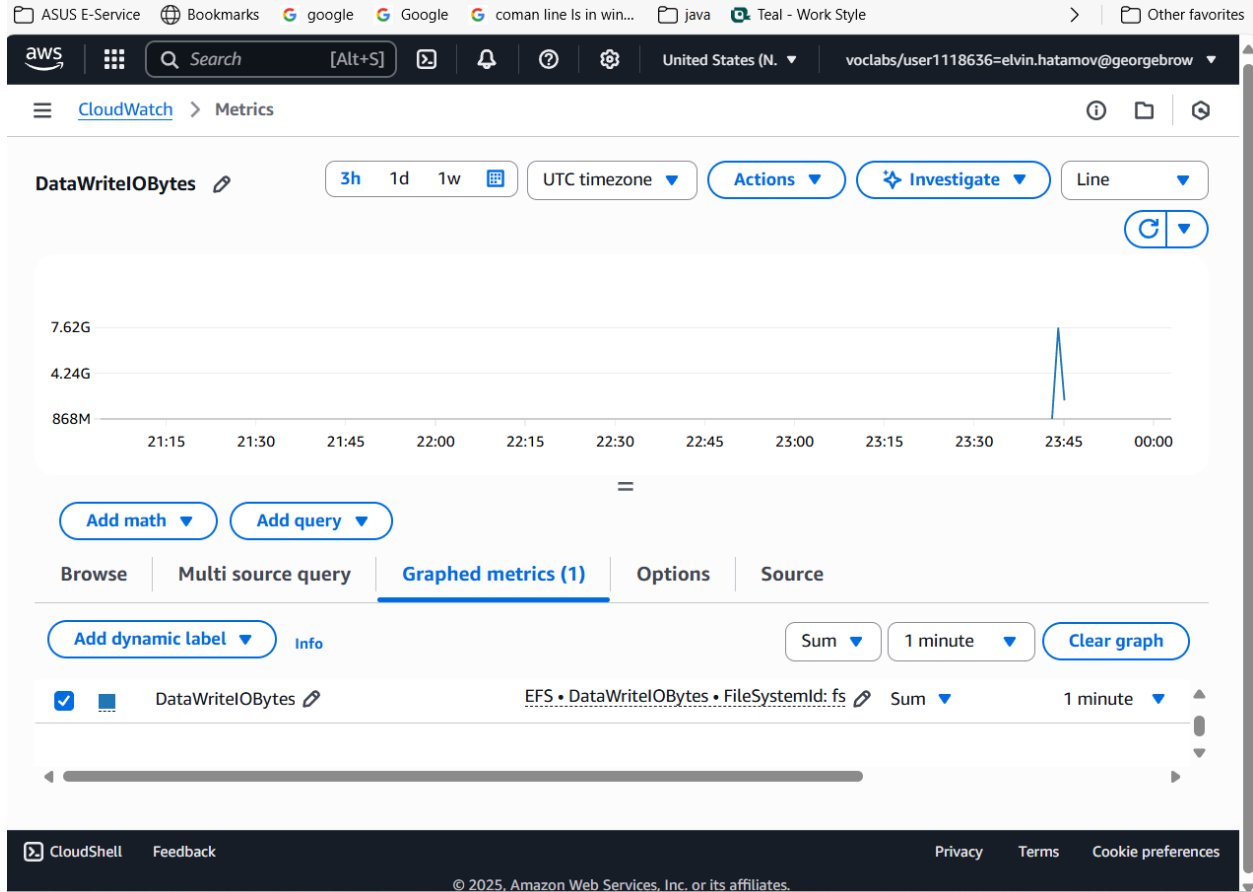 ASUS E-Service Bookmarks google Google coman line ls in win... java Teal - Work Style Other favorites
aws Search [Alt+S] United States (N. voclabs/user1118636=elvin.hatamov@georgebrow
CloudWatch Metrics
DataWriteIOBytes 3h 1d 1w UTC timezone Actions Investigate Line
7.62G
4.24G
868M
21:15 21:30 21:45 22:00 22:15 22:30 22:45 23:00 23:15 23:30 23:45 00:00
=
Add math Add query
Browse Multi source query Graphed metrics (1) Options Source
Add dynamic label Info Sum 1 minute Clear graph
DataWriteIOBytes EFS • DataWriteIOBytes • FileSystemId: fs Sum 1 minute
CloudShell Feedback Privacy Terms Cookie preferences
© 2025, Amazon Web Services, Inc. or its affiliates.